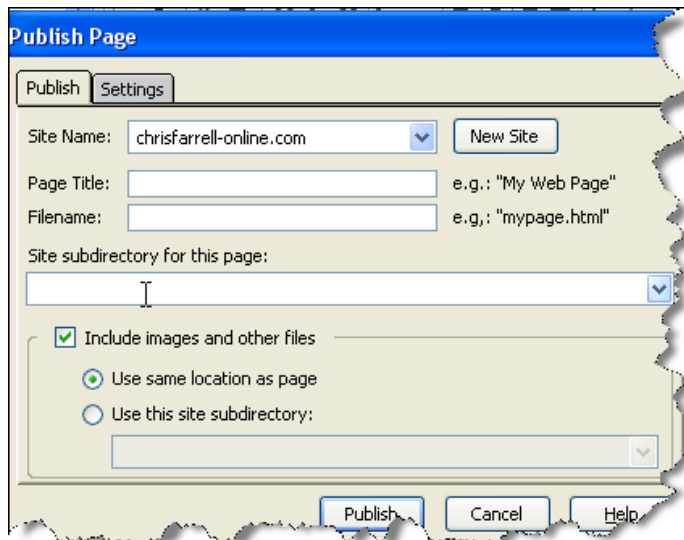 Publish Page
Publish Settings
Site Name: chrisfarrell-online.com New Site
Page Title: e.g.: "My Web Page"
Filename: e.g,: "mypage.html"
Site subdirectory for this page:
Include images and other files
Use same location as page
Use this site subdirectory:
Publish Cancel Help